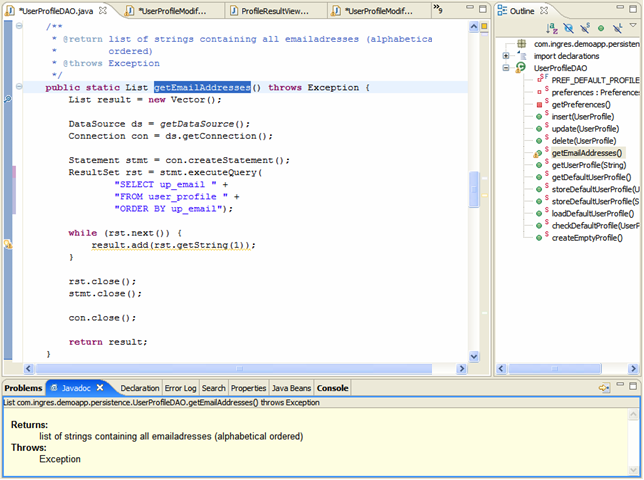 *UserProfileDAO.java
*UserProfileModif...
ProfileResultView...
*UserProfileModif...
»9
Outline
/**
* @return list of strings containing all emailadresses (alphabetica
* ordered)
* @throws Exception
*/
public static List getEmailAddresses() throws Exception {
List result = new Vector();
DataSource ds = getDataSource();
Connection con = ds.getConnection();
Statement stmt = con.createStatement();
ResultSet rst = stmt.executeQuery(
"SELECT up_email " +
"FROM user_profile " +
"ORDER BY up_email");
while (rst.next()) {
result.add(rst.getString(1));
}
rst.close();
stmt.close();
con.close();
return result;
}
com.ingres.demoapp.persistenc
import declarations
UserProfileDAO
PREF_DEFAULT_PROFILE
preferences : Preference
getPreferences()
insert(UserProfile)
update(UserProfile)
delete(UserProfile)
getEmailAddresses()
getUserProfile(String)
getDefaultUserProfile()
storeDefaultUserProfile(U
storeDefaultUserProfile(S
loadDefaultUserProfile()
checkDefaultProfile(UserP
createEmptyProfile()
Problems
Javadoc
Declaration
Error Log
Search
Properties
Java Beans
Console
List com.ingres.demoapp.persistence.UserProfileDAO.getEmailAddresses() throws Exception
Returns:
list of strings containing all emailadresses (alphabetical ordered)
Throws:
Exception